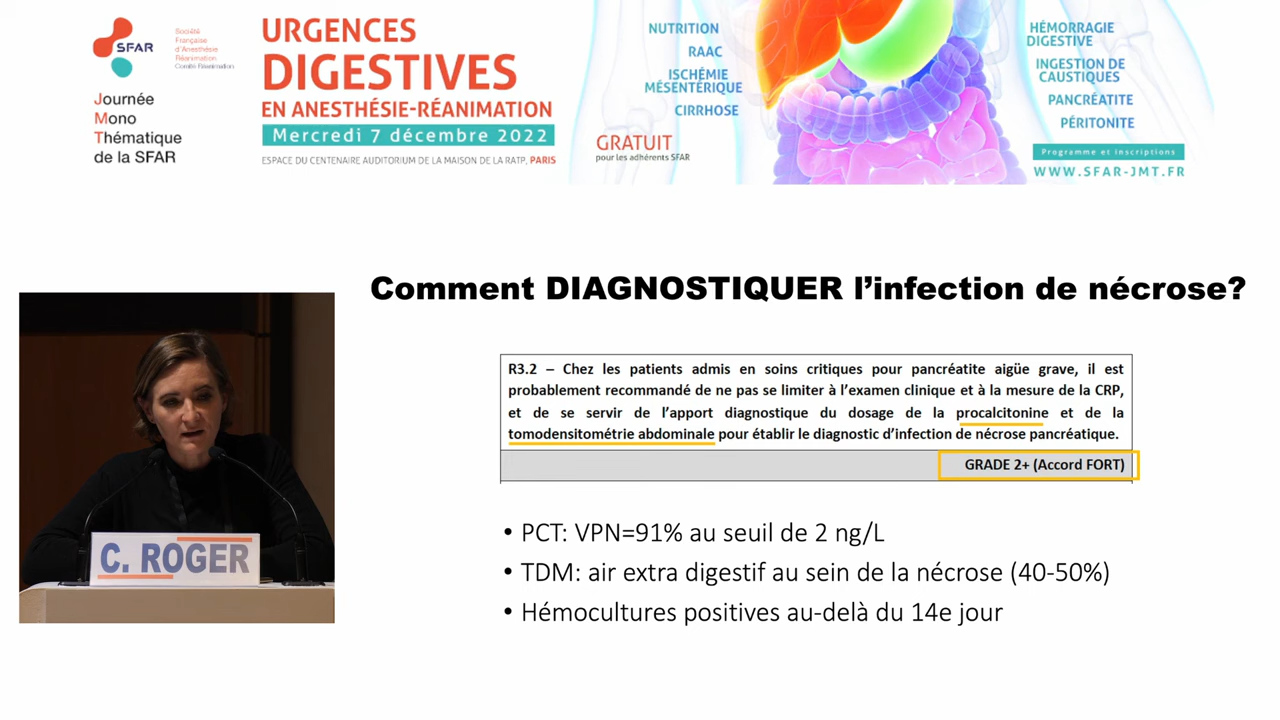 SFAR
Société
Française
d'Anesthésie
Réanimation
Comité Réanimation
Journée
Mono
Thématique
de la SFAR
URGENCES
DIGESTIVES
EN ANESTHÉSIE-RÉANIMATION
Mercredi 7 décembre 2022
ESPACE DU CENTENAIRE AUDITORIUM DE LA MAISON DE LA RATP, PARIS
NUTRITION
RAAC
ISCHÉMIE
MÉSENTÉRIQUE
CIRRHOSE
GRATUIT
pour les adhérents SFAR
HÉMORRAGIE
DIGESTIVE
INGESTION DE
CAUSTIQUES
PANCRÉATITE
PÉRITONITE
Programme et inscriptions
WWW.SFAR-JMT.FR
Comment DIAGNOSTIQUER l'infection de nécrose?
R3.2 – Chez les patients admis en soins critiques pour pancréatite aigüe grave, il est
probablement recommandé de ne pas se limiter à l'examen clinique et à la mesure de la CRP,
et de se servir de l'apport diagnostique du dosage de la procalcitonine et de la
tomodensitométrie abdominale pour établir le diagnostic d'infection de nécrose pancréatique.
GRADE 2+ (Accord FORT)
• PCT: VPN=91% au seuil de 2 ng/L
• TDM: air extra digestif au sein de la nécrose (40-50%)
• Hémocultures positives au-delà du 14e jour
C. ROGER